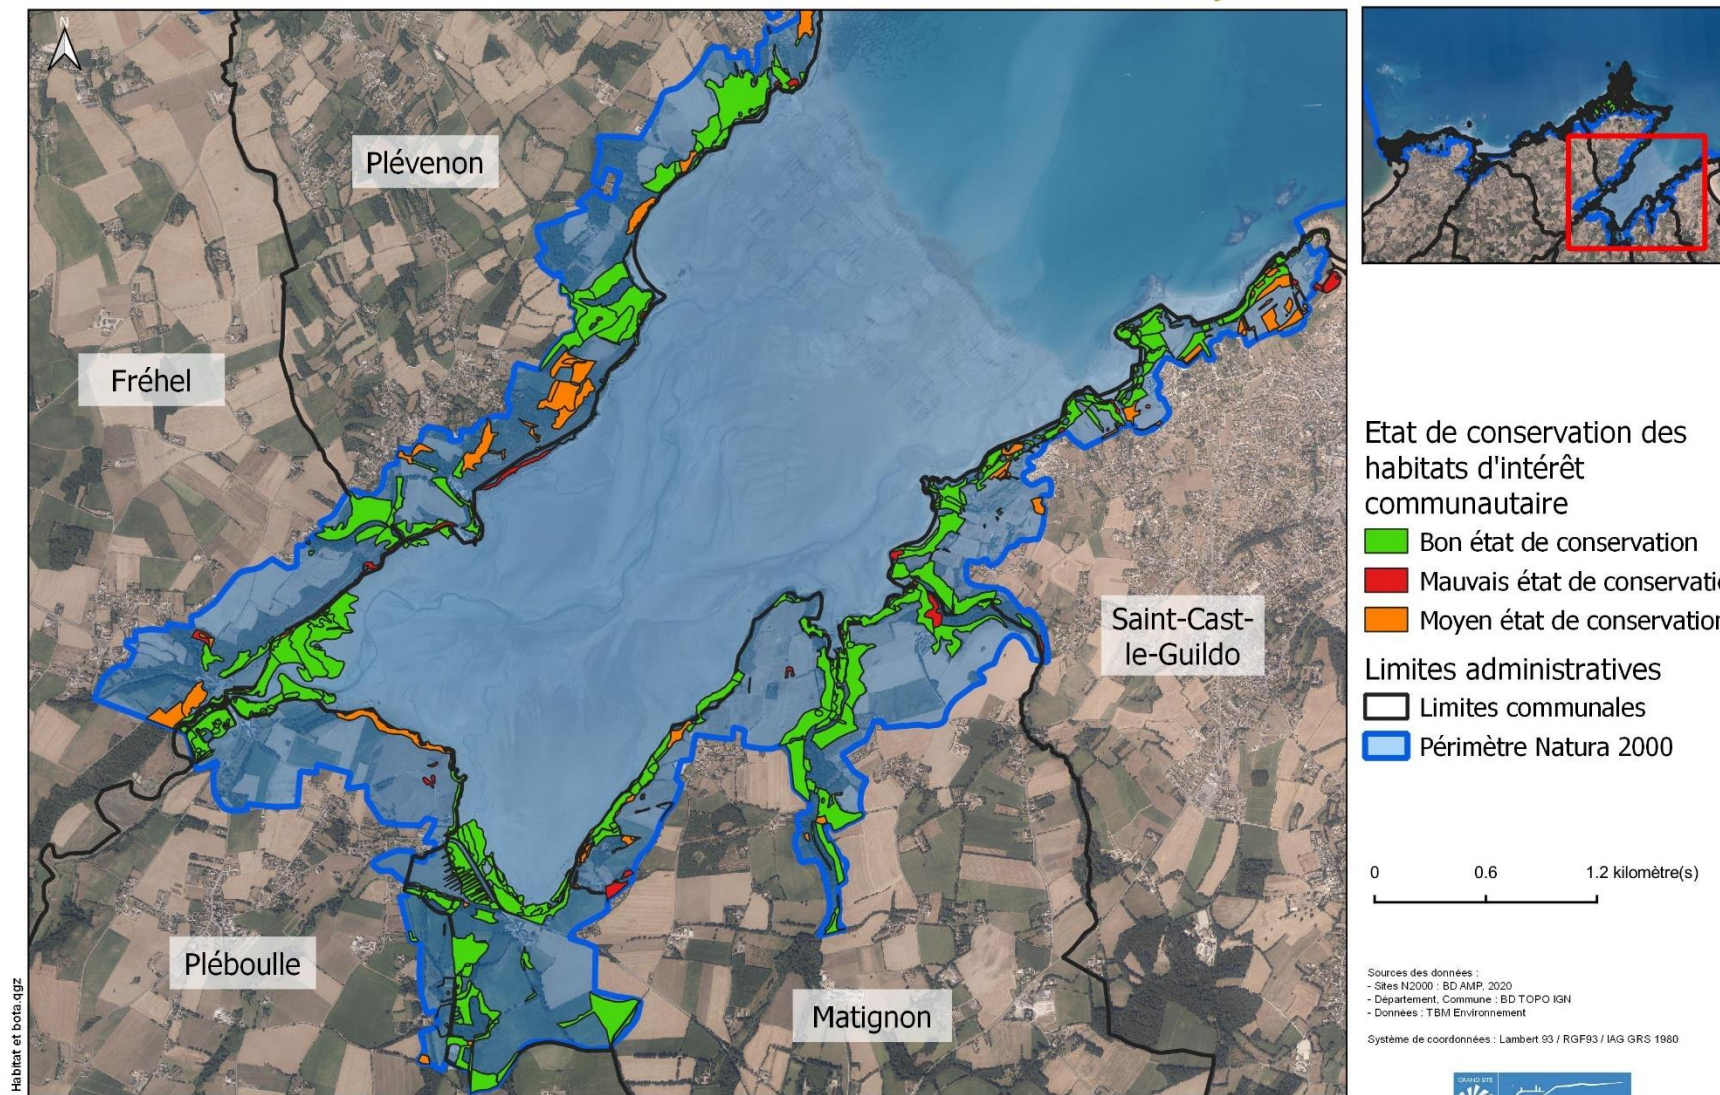 N
Plévenon
Fréhel
Saint-Cast-
le-Guildo
Pléboulle
Matignon
Habitat et bota.qgz
Etat de conservation des
habitats d'intérêt
communautaire
Bon état de conservation
Mauvais état de conservatio
Moyen état de conservation
Limites administratives
Limites communales
Périmètre Natura 2000
0 0.6 1.2 kilomètre(s)
Sources des données :
- Sites N2000 : BD AMP, 2020
- Département, Commune : BD TOPO IGN
- Données : TBM Environnement
Système de coordonnées : Lambert 93 / RGF93 / IAG GRS 1980
GRAND SITE